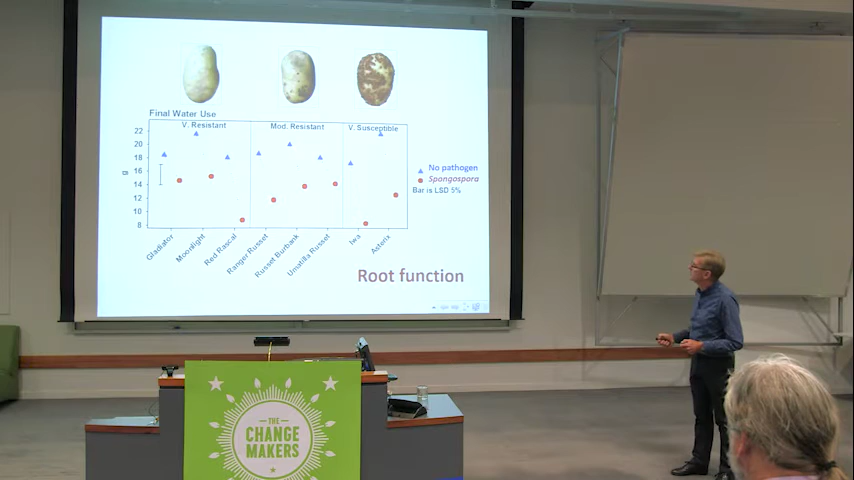 Final Water Use
V. Resistant
Mod. Resistant
V. Susceptible
22
20
18
16
14
12
10
8
g
Gladiator
Moonlight
Red Rascal
Ranger Russet
Russet Burbank
Umatilla Russet
Iwa
Asterix
No pathogen
Spongospora
Bar is LSD 5%
Root function
THE
CHANGE
MAKERS